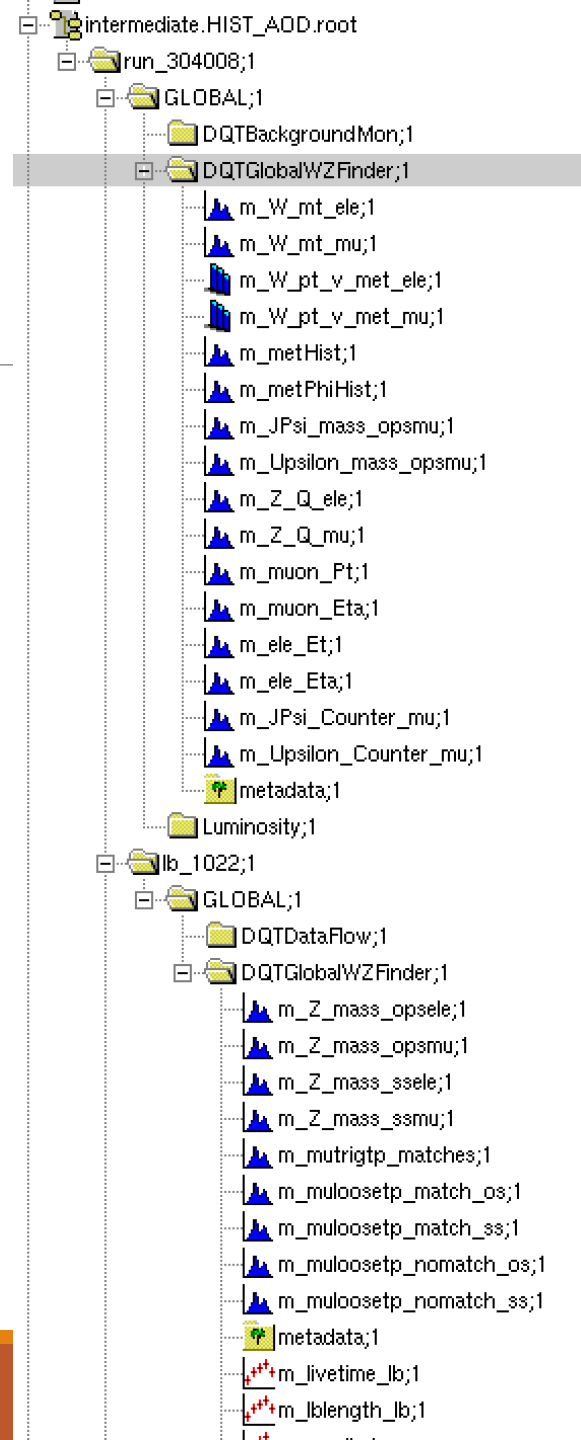 intermediate.HIST_AOD.root
run_304008;1
GLOBAL;1
DQTBackgroundMon;1
DQTGlobalWZFinder;1
m_W_mt_ele;1
m_W_mt_mu;1
m_W_pt_v_met_ele;1
m_W_pt_v_met_mu;1
m_metHist;1
m_metPhiHist;1
m_JPsi_mass_opsmu;1
m_Upsilon_mass_opsmu;1
m_Z_Q_ele;1
m_Z_Q_mu;1
m_muon_Pt;1
m_muon_Eta;1
m_ele_Et;1
m_ele_Eta;1
m_JPsi_Counter_mu;1
m_Upsilon_Counter_mu;1
metadata;1
Luminosity;1
lb_1022;1
GLOBAL;1
DQTDataFlow;1
DQTGlobalWZFinder;1
m_Z_mass_opsele;1
m_Z_mass_opsmu;1
m_Z_mass_ssele;1
m_Z_mass_ssmu;1
m_mutrigtp_matches;1
m_muloosetp_match_os;1
m_muloosetp_match_ss;1
m_muloosetp_nomatch_os;1
m_muloosetp_nomatch_ss;1
metadata;1
m_livetime_lb;1
m_lblength_lb;1